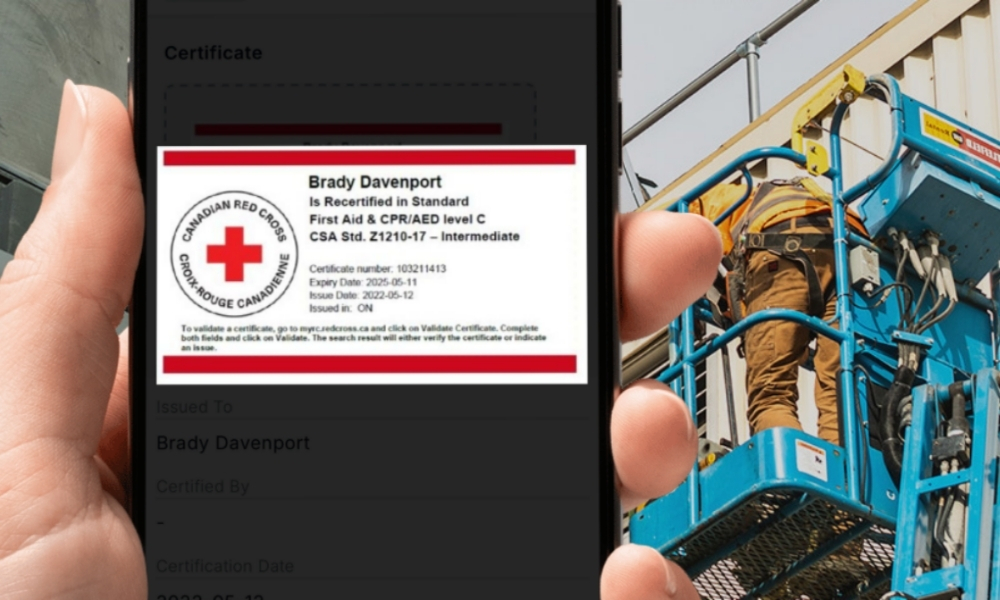 Certificate
Brady Davenport
Is Recertified in Standard
First Aid & CPR/AED level C
CSA Std. Z1210-17 – Intermediate
CANADIAN RED CROSS
CROIX-ROUGE CANADIENNE
Certificate number: 103211413
Expiry Date: 2025-05-11
Issue Date: 2022-05-12
Issued in: ON
To validate a certificate, go to myrc.redcross.ca and click on Validate Certificate. Complete
both fields and click on Validate. The search result will either verify the certificate or indicate
an issue.
Issued To
Brady Davenport
Certified By
–
Certification Date
2022-05-12